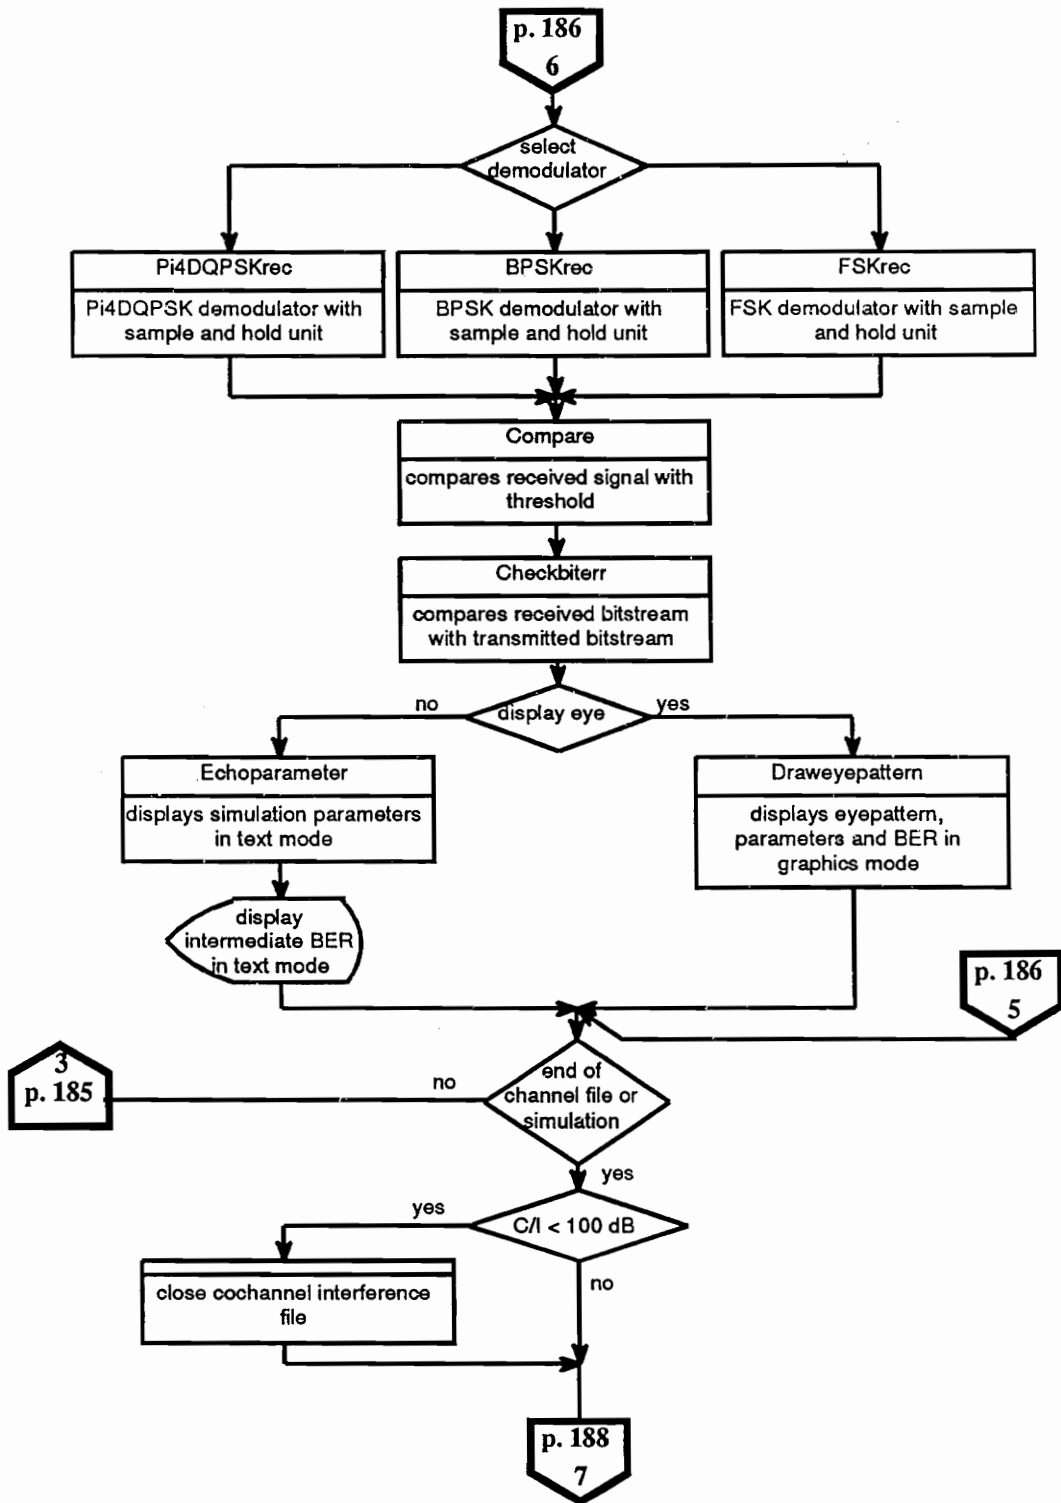 p. 186
6
select
demodulator
Pi4DQPSKrec
Pi4DQPSK demodulator with
sample and hold unit
BPSKrec
BPSK demodulator with
sample and hold unit
FSKrec
FSK demodulator with sample
and hold unit
Compare
compares received signal with
threshold
Checkbiterr
compares received bitstream
with transmitted bitstream
no
display eye
yes
Echoparameter
displays simulation parameters
in text mode
Draweyepattern
displays eyepattern,
parameters and BER in
graphics mode
display
intermediate BER
in text mode
p. 186
5
3
p. 185
no
end of
channel file or
simulation
yes
yes
C/I < 100 dB
no
close cochannel interference
file
p. 188
7